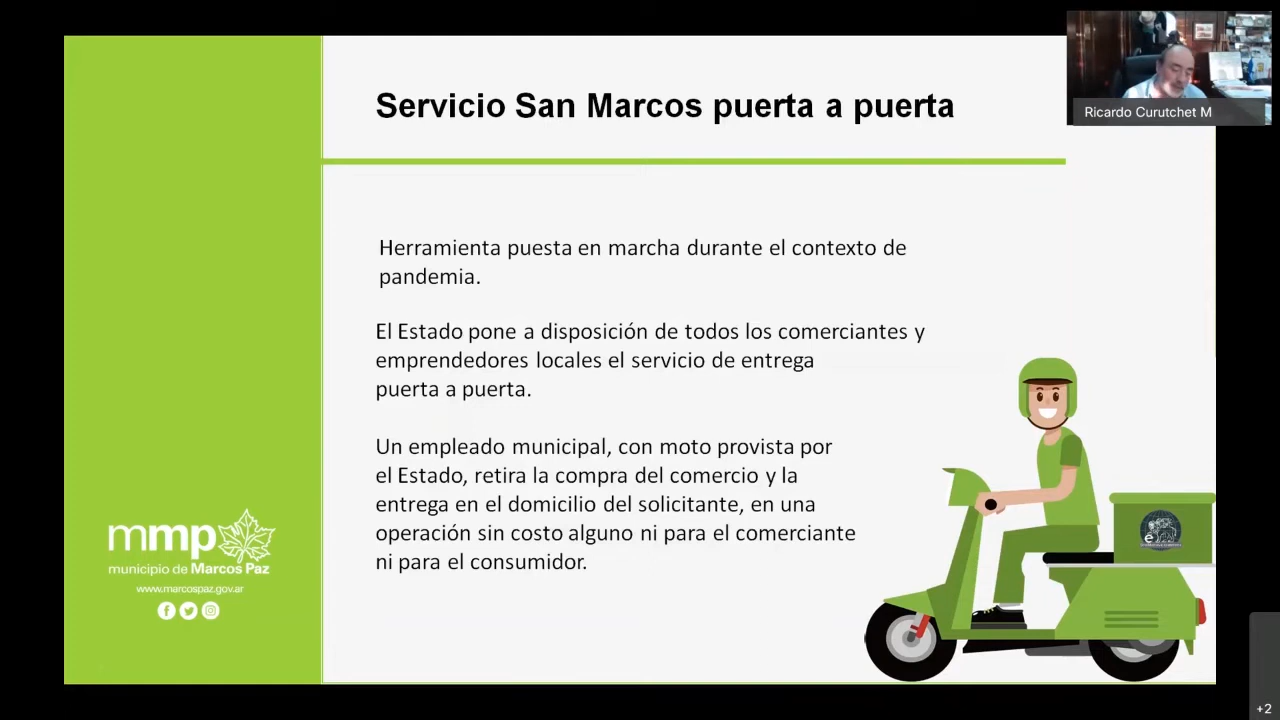 Servicio San Marcos puerta a puerta
Ricardo Curutchet M
Herramienta puesta en marcha durante el contexto de
pandemia.
El Estado pone a disposición de todos los comerciantes y
emprendedores locales el servicio de entrega
puerta a puerta.
Un empleado municipal, con moto provista por
el Estado, retira la compra del comercio y la
entrega en el domicilio del solicitante, en una
operación sin costo alguno ni para el comerciante
ni para el consumidor.
mmp
municipio de Marcos Paz
www.marcospaz.gov.ar
+2